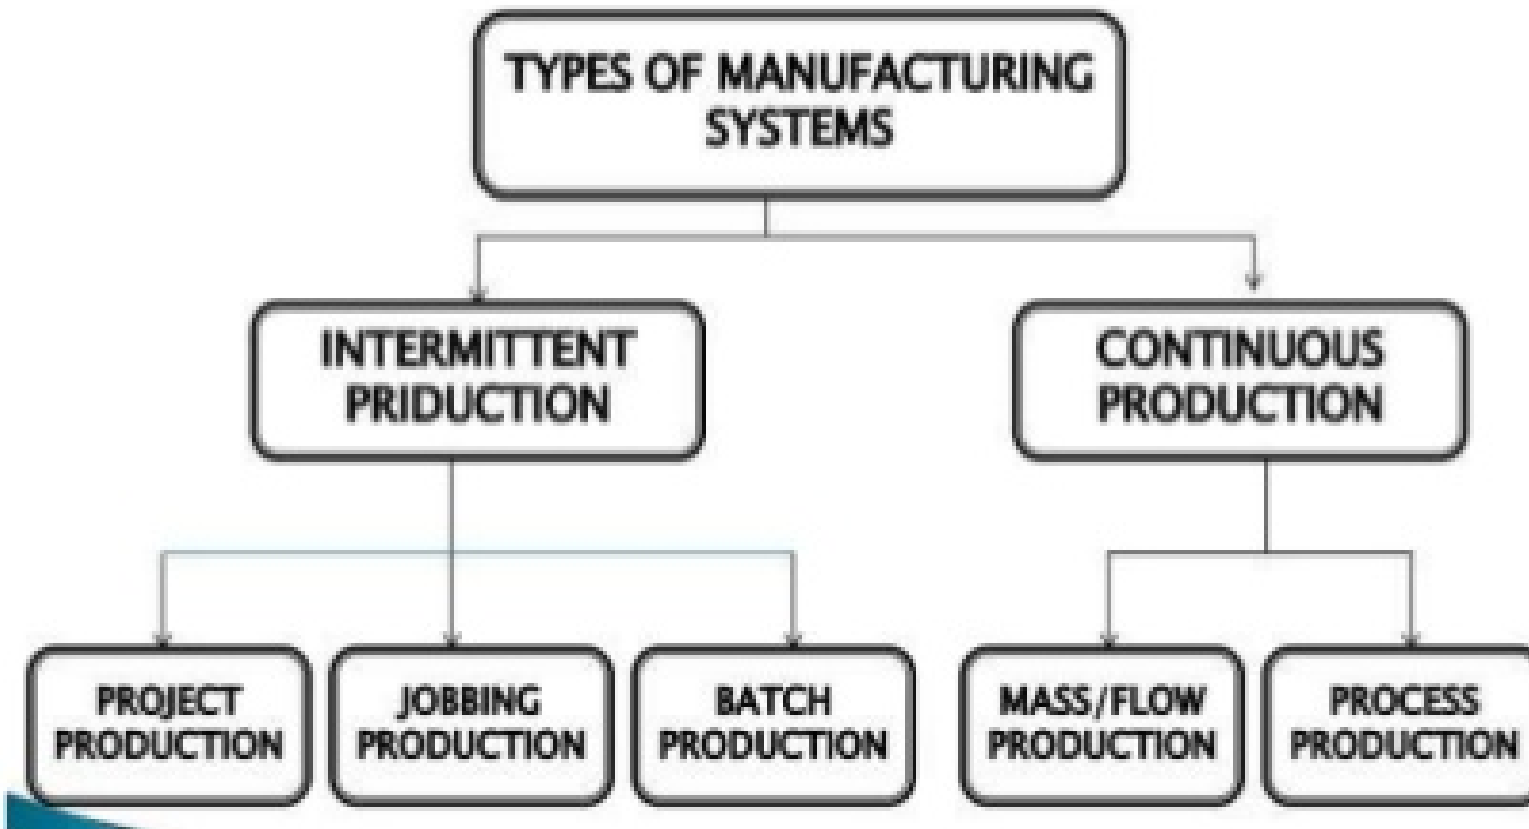 TYPES OF MANUFACTURING
SYSTEMS
INTERMITTENT
PRIDUCTION
CONTINUOUS
PRODUCTION
PROJECT
PRODUCTION
JOBBING
PRODUCTION
BATCH
PRODUCTION
MASS/FLOW
PRODUCTION
PROCESS
PRODUCTION